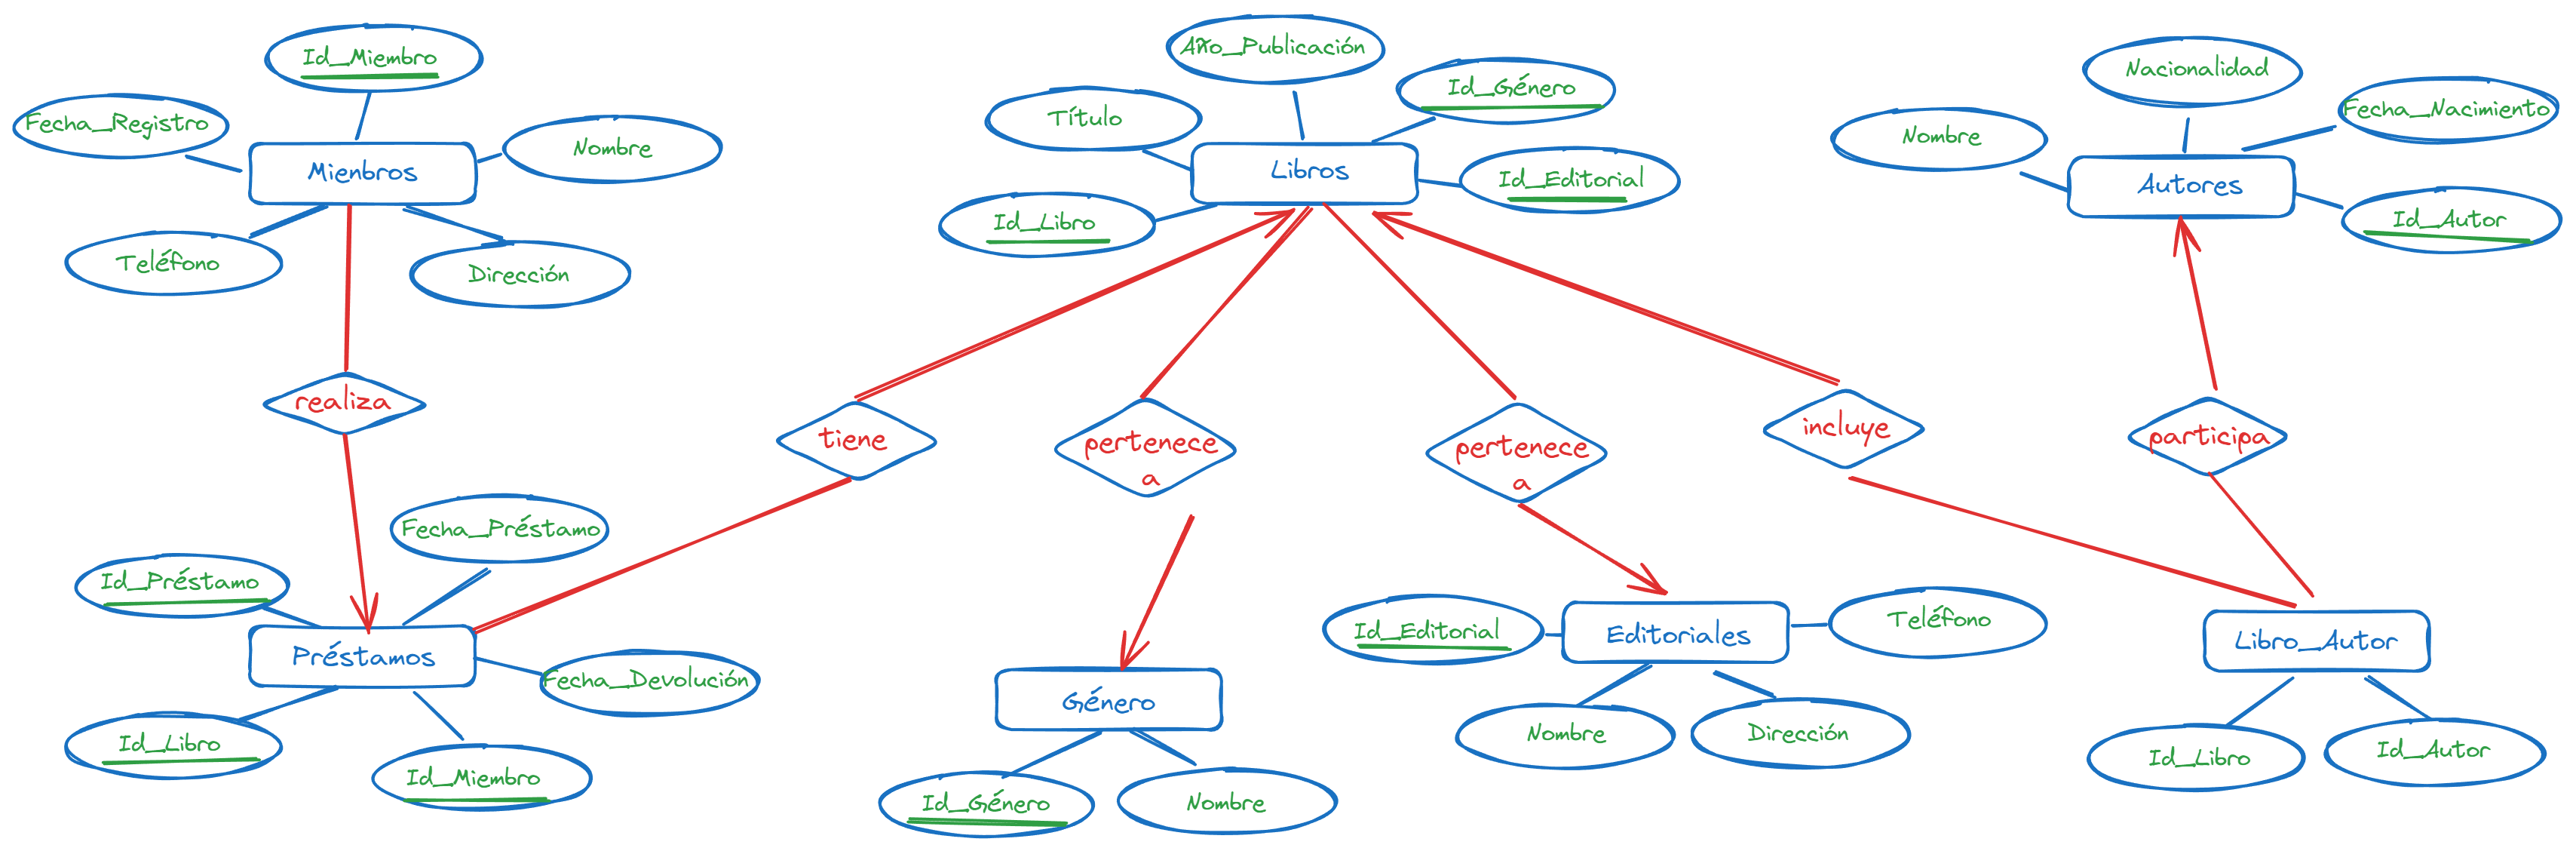 Id_Miembro
Fecha_Registro
Nombre
Mienbros
Teléfono
Dirección
realiza
Fecha_Préstamo
Id_Préstamo
Préstamos
Fecha_Devolución
Id_Libro
Id_Miembro
Año_Publicación
Id_Género
Título
Libros
Id_Editorial
Id_Libro
tiene
pertenece
a
pertenece
a
incluye
Género
Id_Género
Nombre
Id_Editorial
Editoriales
Teléfono
Nombre
Dirección
Nacionalidad
Fecha_Nacimiento
Nombre
Autores
Id_Autor
participa
Libro_Autor
Id_Libro
Id_Autor